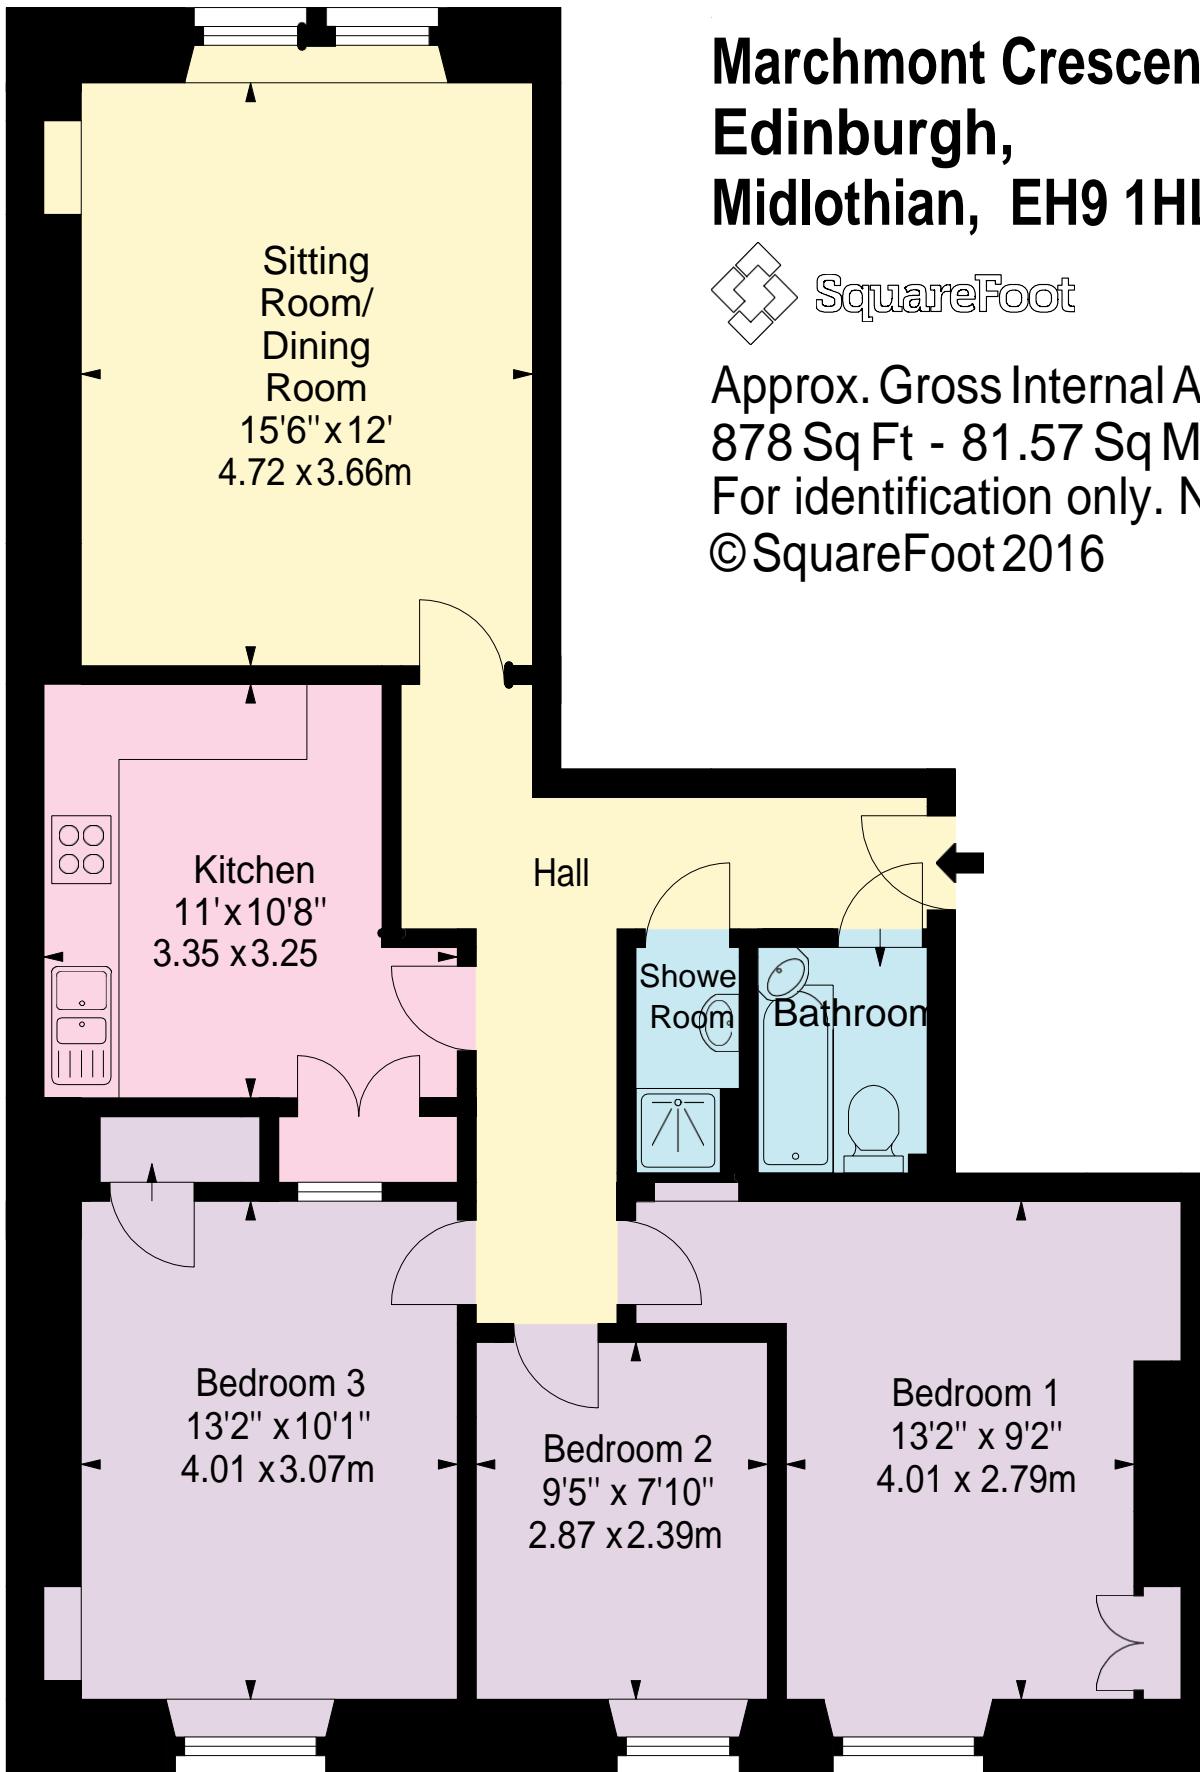 Marchmont Crescen
Edinburgh,
Midlothian, EH9 1HL
SquareFoot
Approx. Gross Internal A
878 Sq Ft - 81.57 Sq M
For identification only. N
© SquareFoot 2016
Sitting
Room/
Dining
Room
15'6" x 12'
4.72 x 3.66m
Kitchen
11' x 10'8"
3.35 x 3.25
Hall
Showe
Room
Bathroom
Bedroom 3
13'2" x 10'1"
4.01 x 3.07m
Bedroom 2
9'5" x 7'10"
2.87 x 2.39m
Bedroom 1
13'2" x 9'2"
4.01 x 2.79m